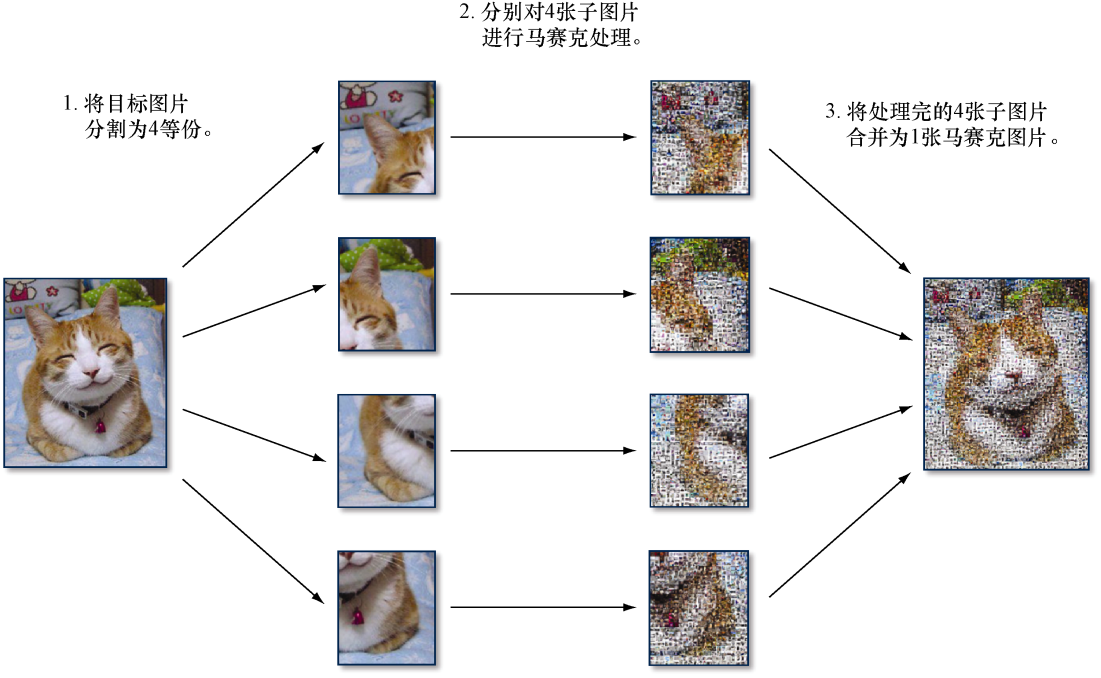 1. 将目标图片
分割为4等份。
2. 分别对4张子图片
进行马赛克处理。
3. 将处理完的4张子图片
合并为1张马赛克图片。